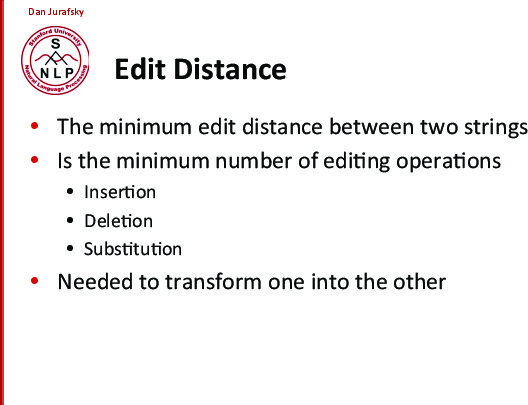 Dan Jurafsky
Stanford University
S
N L P
Natural Language Processing
Edit Distance
• The minimum edit distance between two strings
• Is the minimum number of editing operations
• Insertion
• Deletion
• Substitution
• Needed to transform one into the other